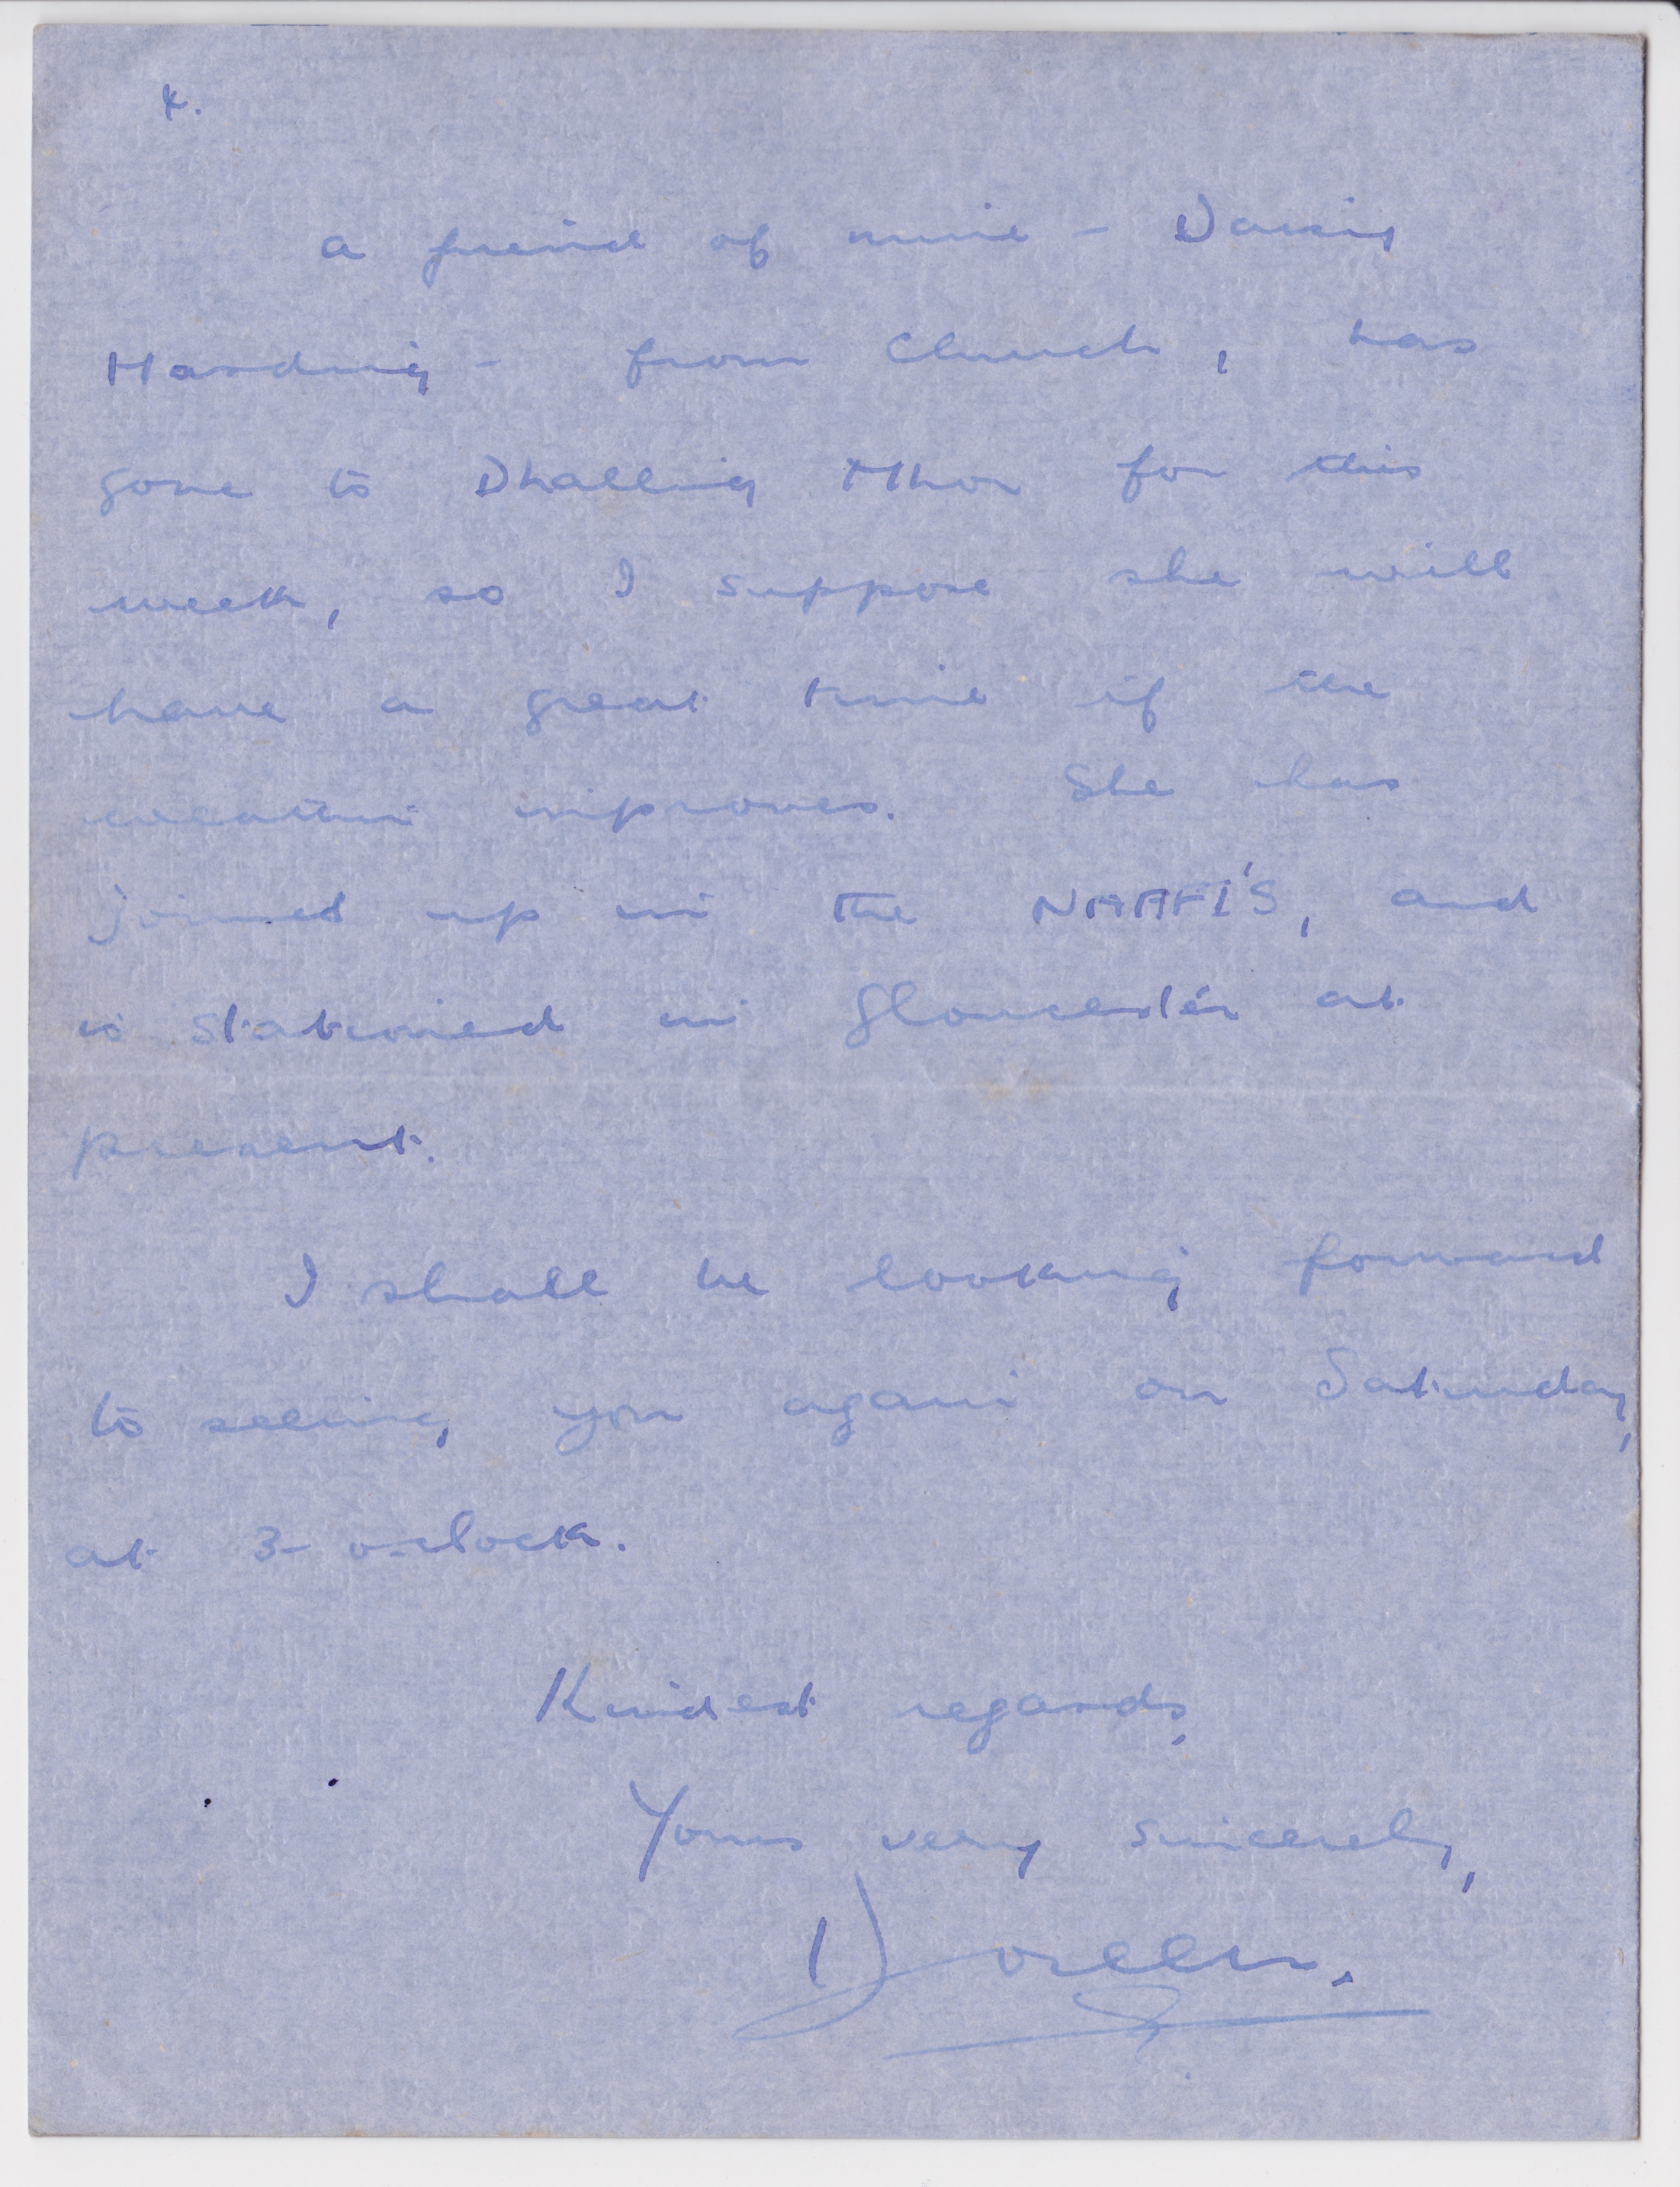 4.
a friend of mine - Daisy
Harding - from Church, has
gone to Dhalling Mhor for this
week, so I suppose she will
have a great time if the
weather improves. She has
joined up in the NAAFI'S, and
is stationed in Gloucester at
present.
I shall be looking forward
to seeing you again on Saturday,
at 3- o-clock.
Kindest regards,
Yours very sincerely,
Doreen.